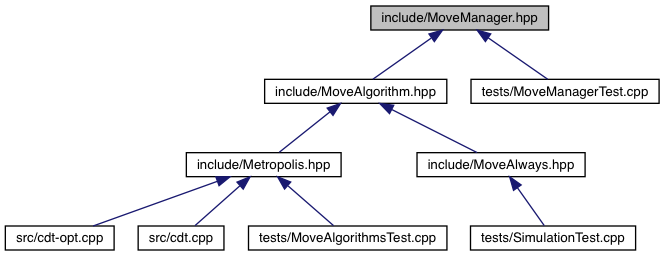 include/MoveManager.hpp
include/MoveAlgorithm.hpp
tests/MoveManagerTest.cpp
include/Metropolis.hpp
include/MoveAlways.hpp
src/cdt-opt.cpp
src/cdt.cpp
tests/MoveAlgorithmsTest.cpp
tests/SimulationTest.cpp